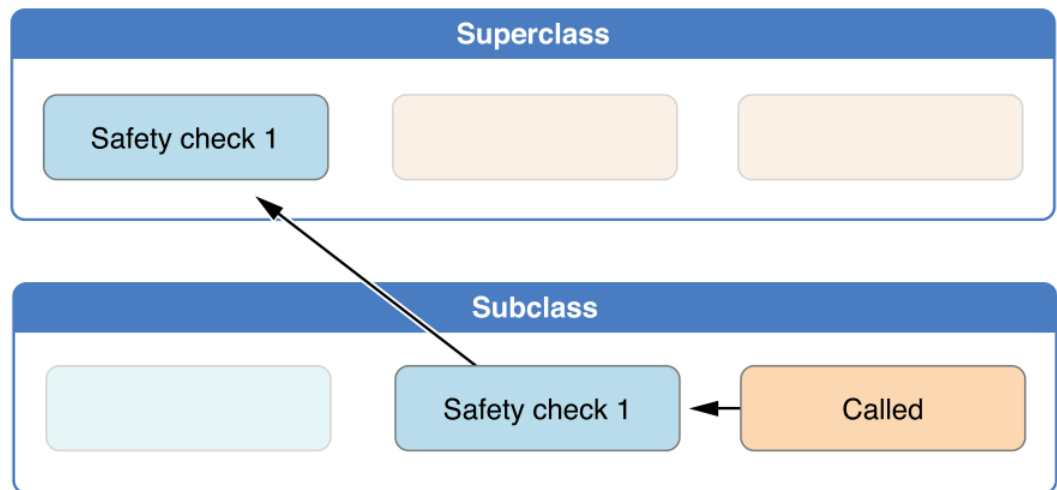 Superclass
Safety check 1
Subclass
Safety check 1
Called